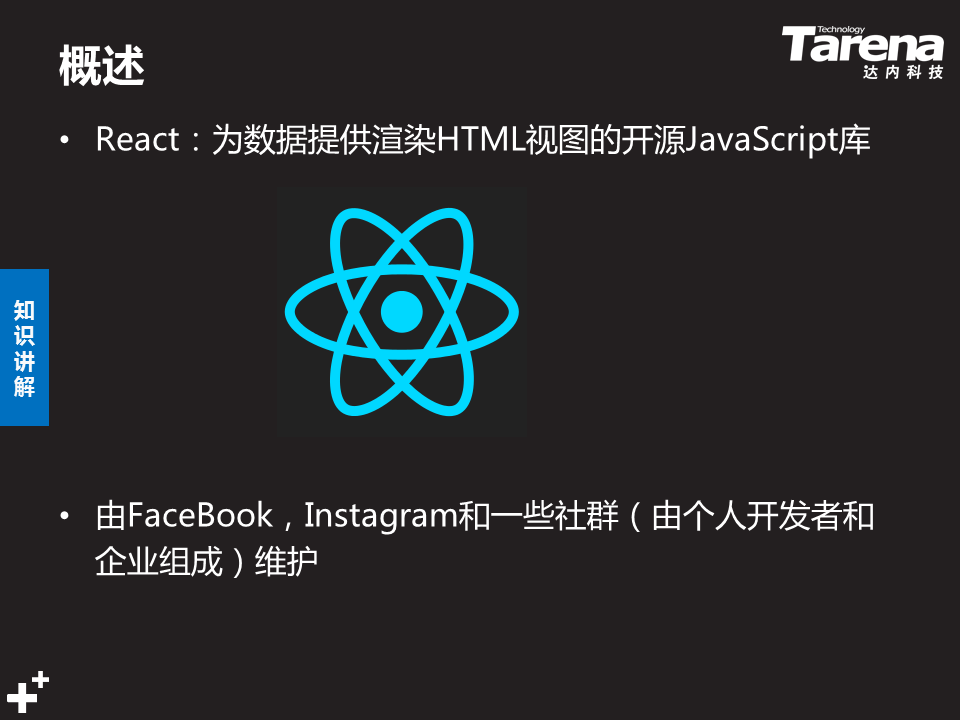 概述
Technology
Tarena
达内科技
• React：为数据提供渲染HTML视图的开源JavaScript库
知
识
讲
解
• 由FaceBook，Instagram和一些社群（由个人开发者和
企业组成）维护